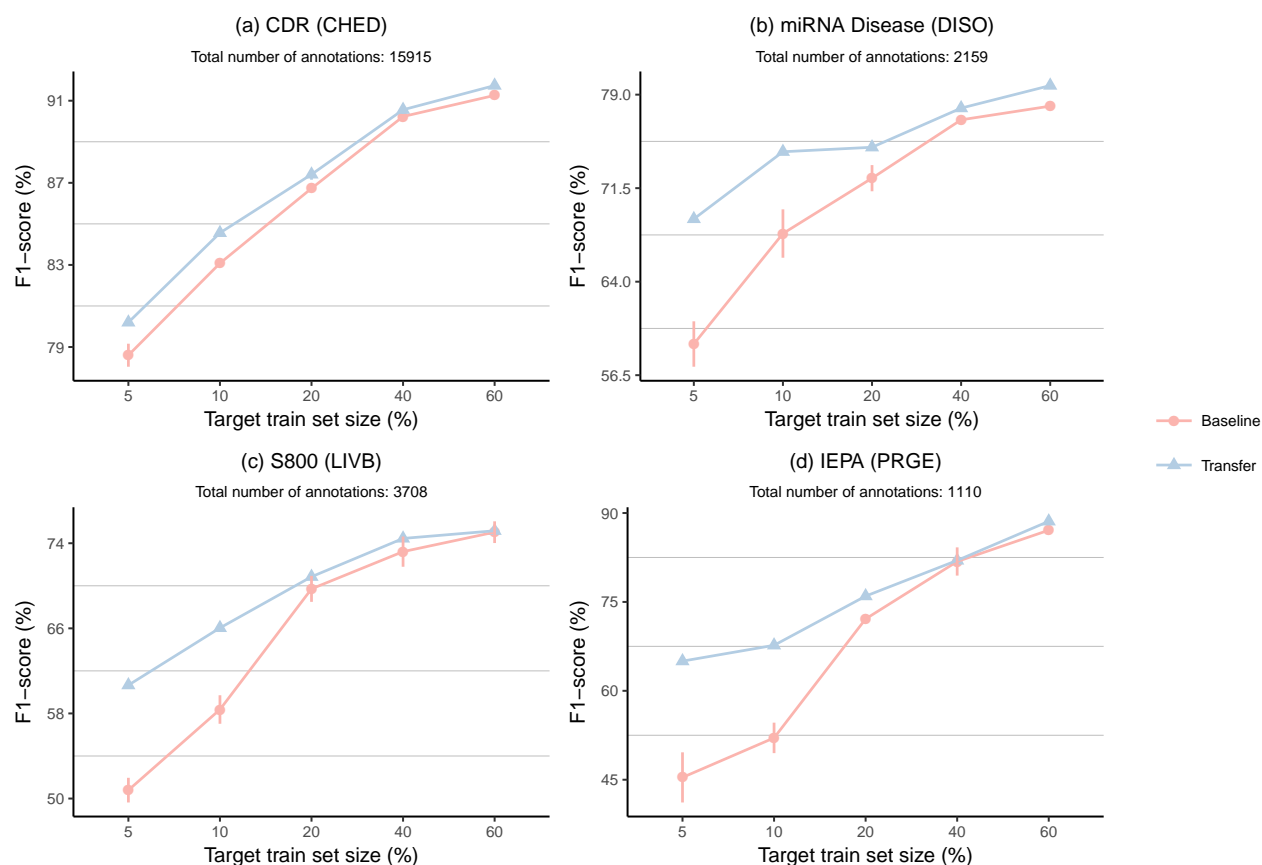 (a) CDR (CHED)
Total number of annotations: 15915
91
87
83
79
F1−score (%)
5 10 20 40 60
Target train set size (%)
(b) miRNA Disease (DISO)
Total number of annotations: 2159
79.0
71.5
64.0
56.5
F1−score (%)
5 10 20 40 60
Target train set size (%)
(c) S800 (LIVB)
Total number of annotations: 3708
74
66
58
50
F1−score (%)
5 10 20 40 60
Target train set size (%)
(d) IEPA (PRGE)
Total number of annotations: 1110
90
75
60
45
F1−score (%)
5 10 20 40 60
Target train set size (%)
Baseline
Transfer